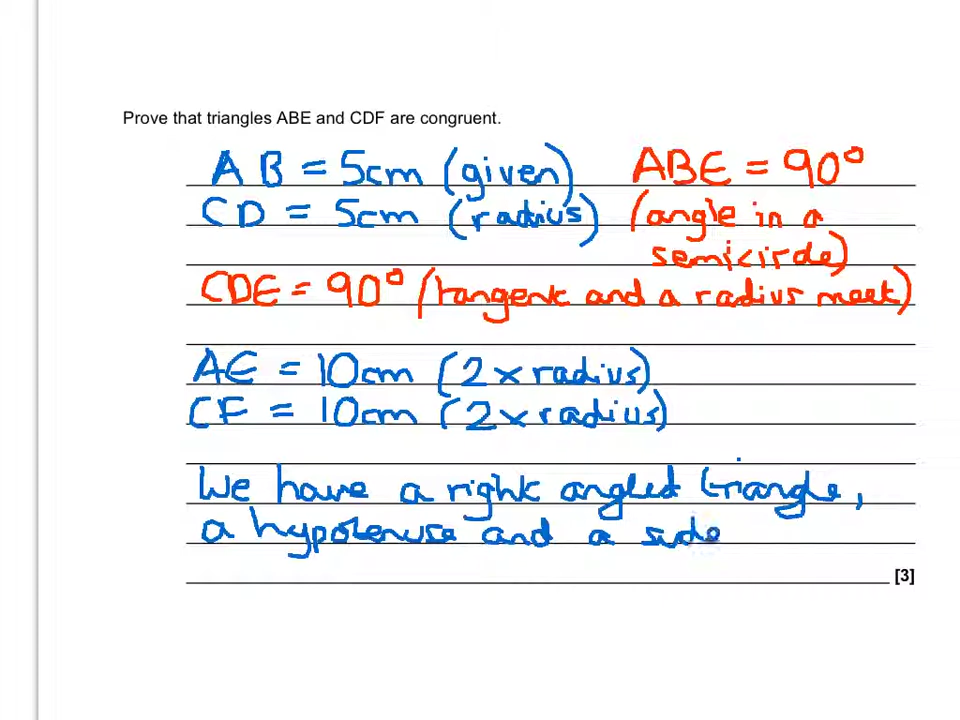 Prove that triangles ABE and CDF are congruent.
AB = 5cm (given)
CD = 5cm (radius)
ABE = 90°
(angle in a
semicircle)
CDE = 90° (tangent and a radius meet)
AE = 10cm (2 x radius)
CF = 10cm (2 x radius)
We have a right angled triangle,
a hypotenuse and a side
[3]